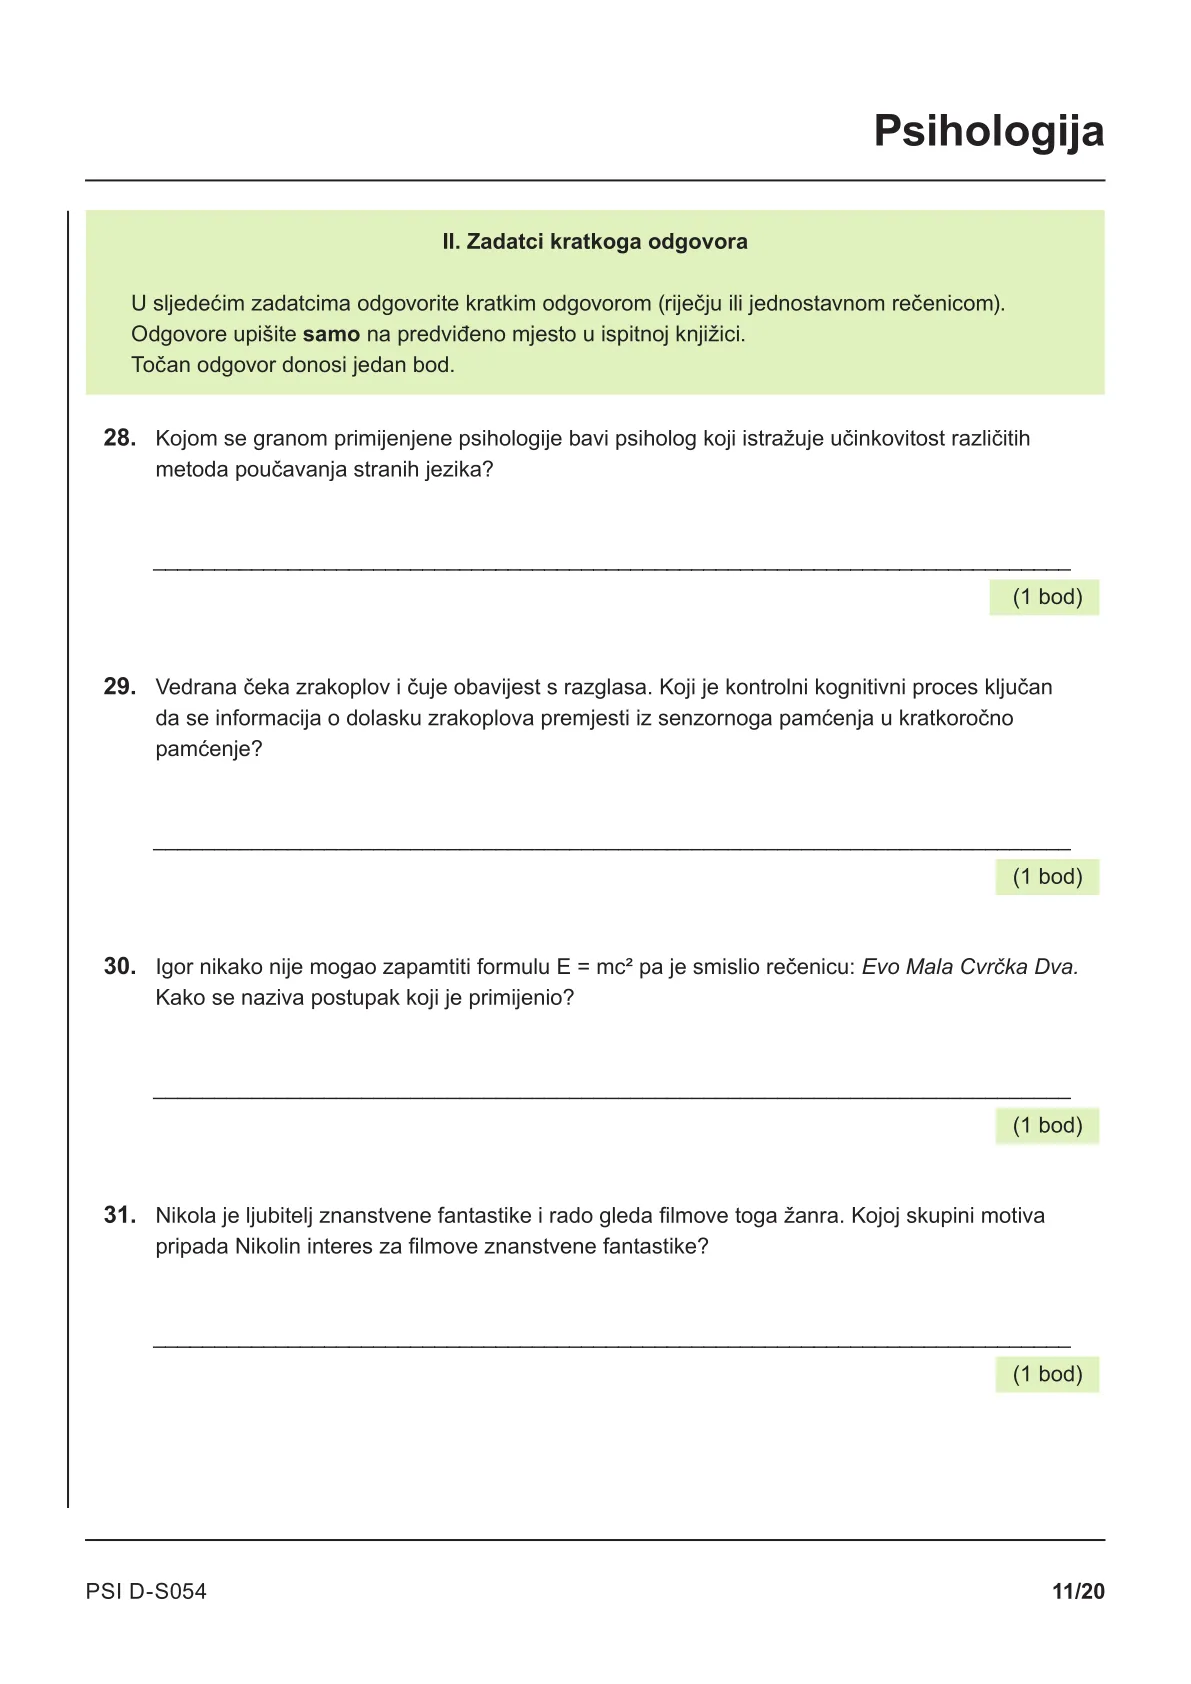 Psihologija
II. Zadatci kratkoga odgovora
U sljedećim zadatcima odgovorite kratkim odgovorom (riječju ili jednostavnom rečenicom).
Odgovore upišite samo na predviđeno mjesto u ispitnoj knjižici.
Točan odgovor donosi jedan bod.
28. Kojom se granom primijenjene psihologije bavi psiholog koji istražuje učinkovitost različitih
metoda poučavanja stranih jezika?
(1 bod)
29. Vedrana čeka zrakoplov i čuje obavijest s razglasa. Koji je kontrolni kognitivni proces ključan
da se informacija o dolasku zrakoplova premjesti iz senzornoga pamćenja u kratkoročno
pamćenje?
(1 bod)
30. Igor nikako nije mogao zapamtiti formulu E = mc² pa je smislio rečenicu: Evo Mala Cvrčka Dva.
Kako se naziva postupak koji je primijenio?
(1 bod)
31. Nikola je ljubitelj znanstvene fantastike i rado gleda filmove toga žanra. Kojoj skupini motiva
pripada Nikolin interes za filmove znanstvene fantastike?
(1 bod)
PSI D-S054
11/20